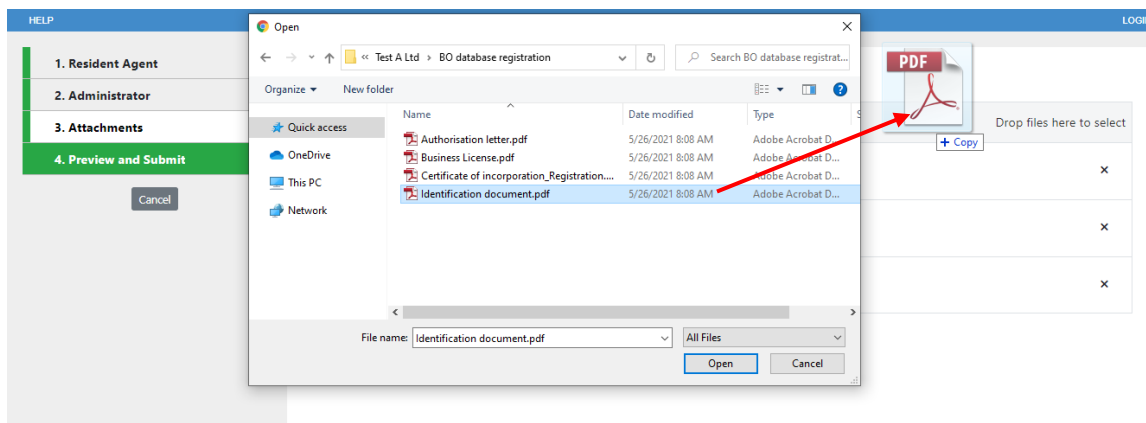 HELP
LOGI
1. Resident Agent
2. Administrator
3. Attachments
4. Preview and Submit
Cancel
Open
« Test A Ltd › BO database registration
Search BO database registrat...
Organize
New folder
Quick access
OneDrive
This PC
Network
Name Date modified Type S
Authorisation letter.pdf 5/26/2021 8:08 AM Adobe Acrobat D...
Business License.pdf 5/26/2021 8:08 AM Adobe Acrobat D...
Certificate of incorporation_Registration.... 5/26/2021 8:08 AM Adobe Acrobat D...
Identification document.pdf 5/26/2021 8:08 AM Adobe Acrobat D...
File name: Identification document.pdf
All Files
Open Cancel
PDF
+ Copy
Drop files here to select
×
×
×